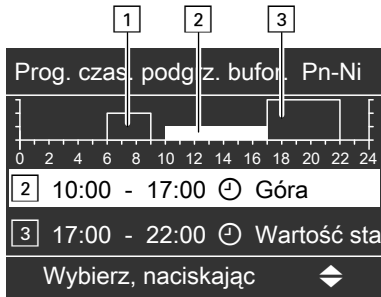 1 2 3
Prog. czas. podgrz. bufor. Pn-Ni
0 2 4 6 8 10 12 14 16 18 20 22 24
2 10:00 - 17:00 Góra
3 17:00 - 22:00 Wartość sta
Wybierz, naciskając